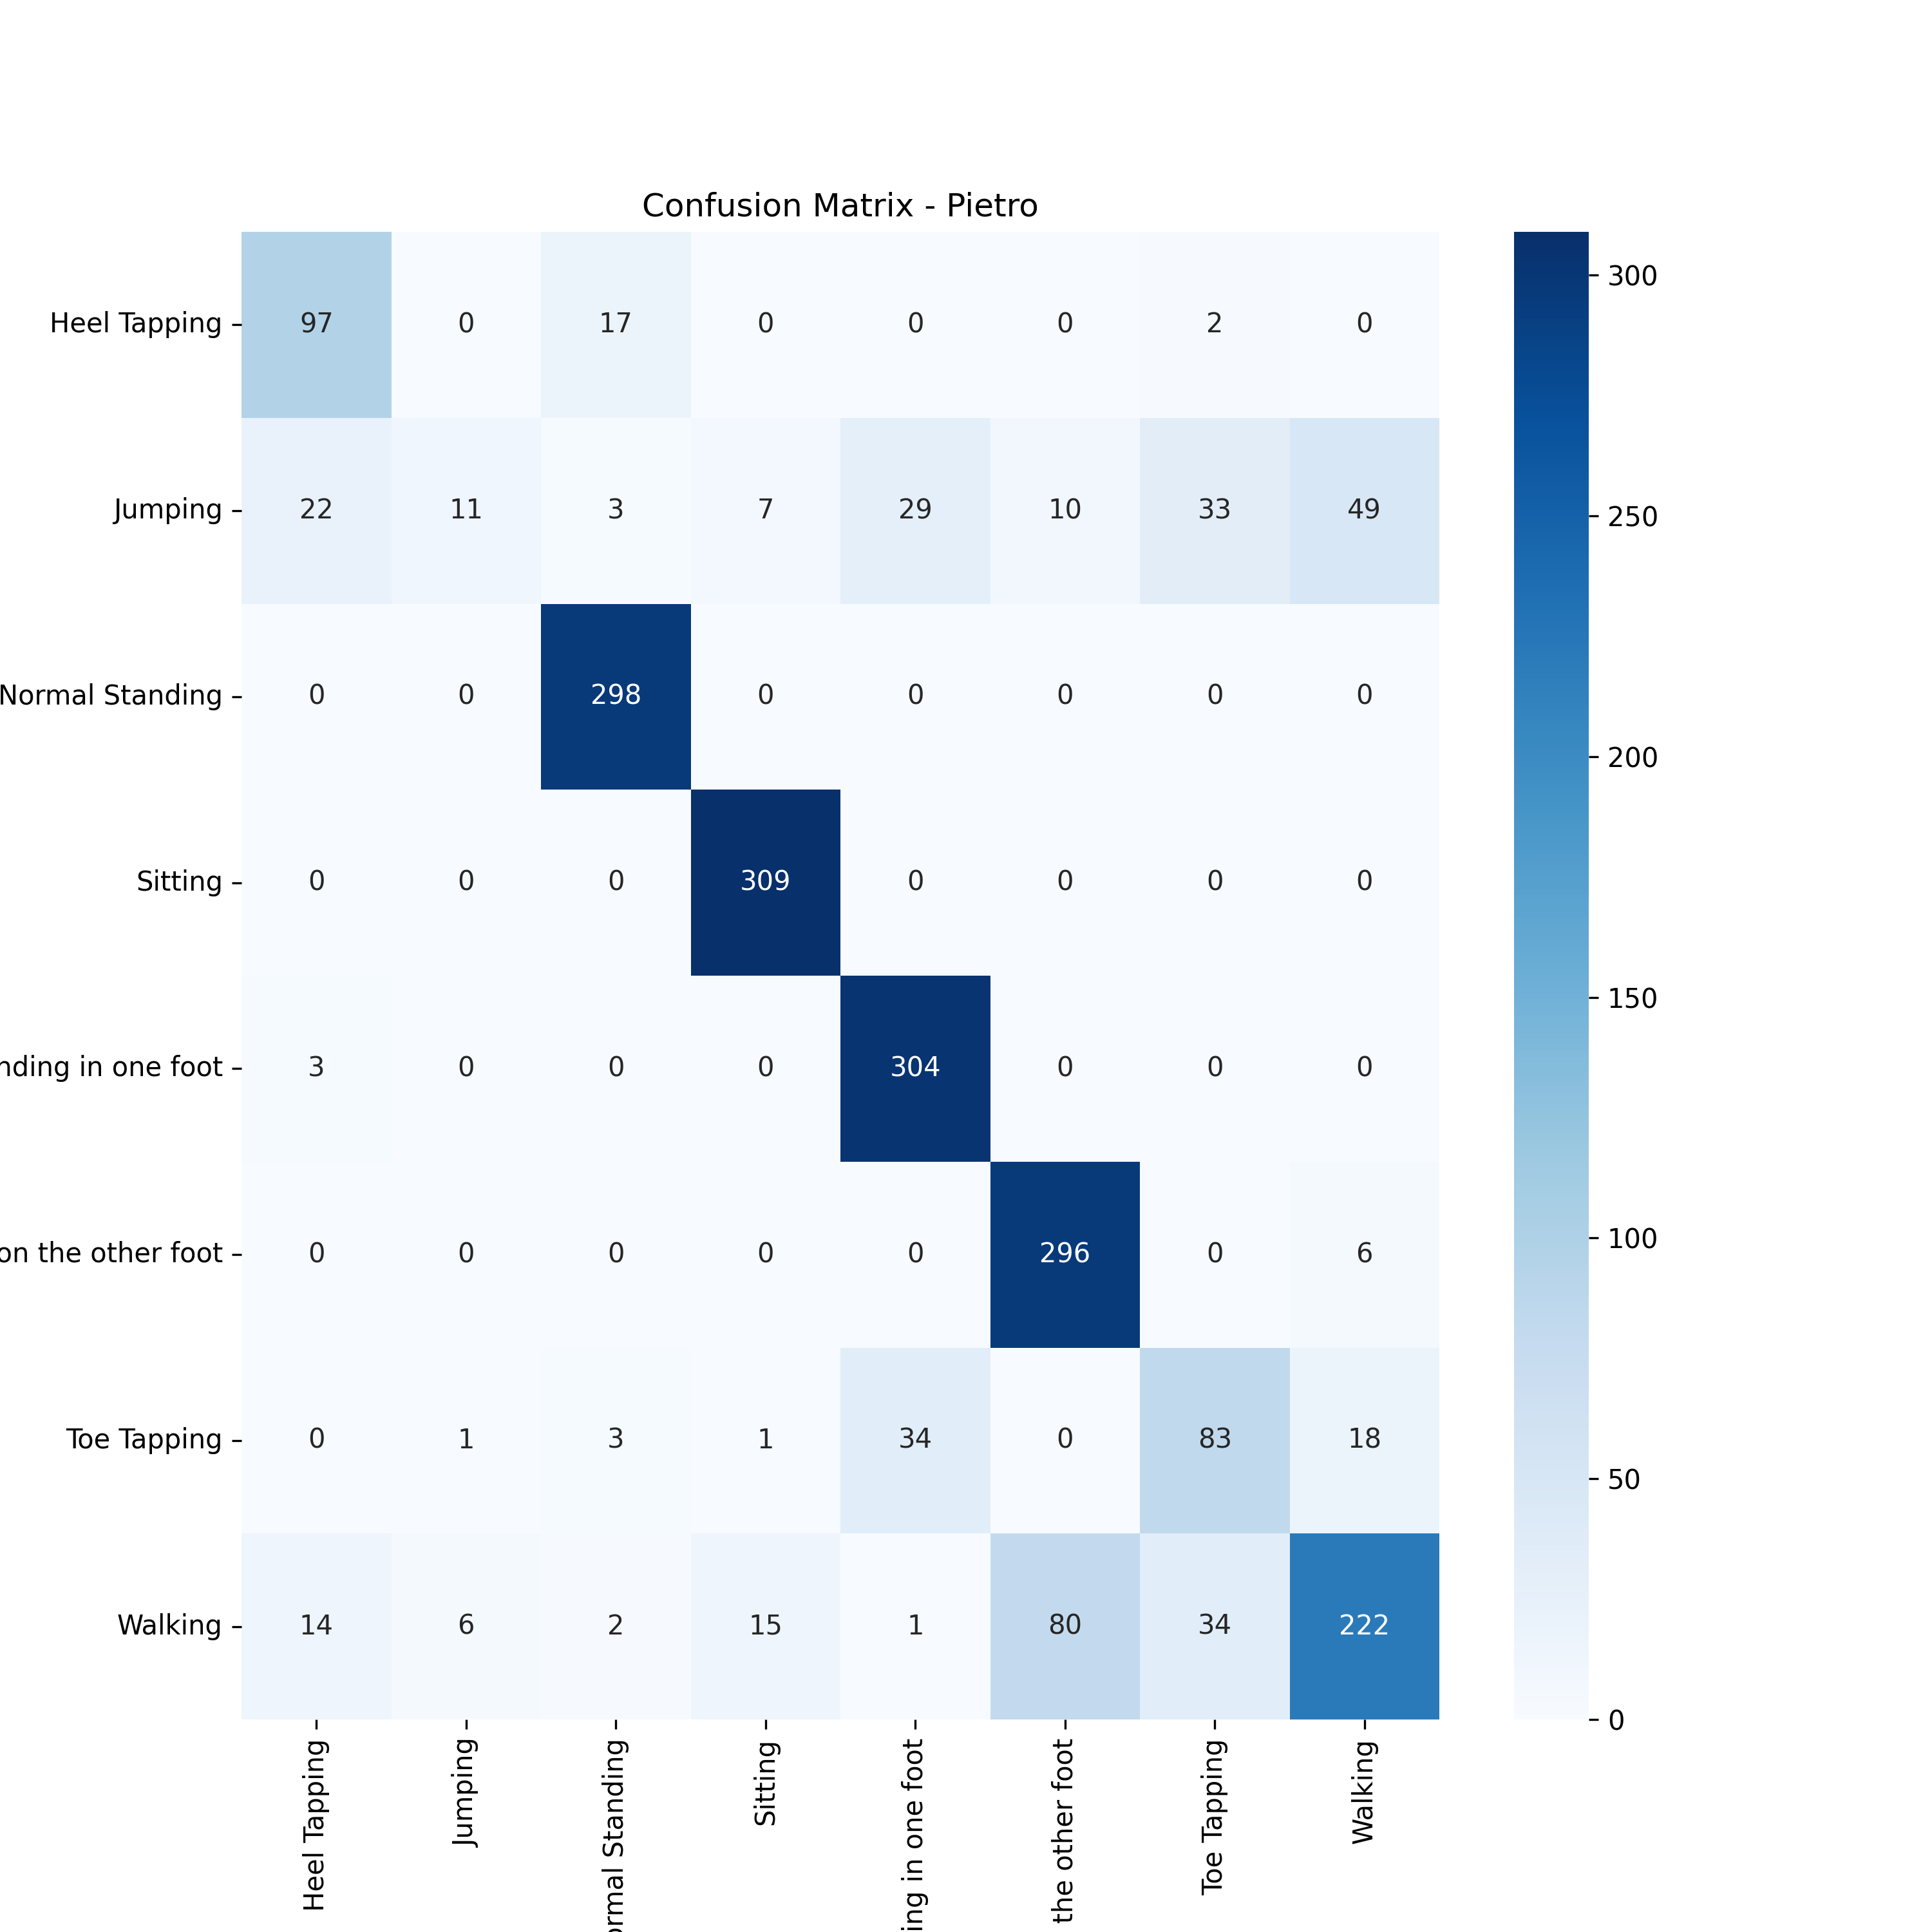 Confusion Matrix - Pietro
Heel Tapping 97 0 17 0 0 0 2 0
Jumping 22 11 3 7 29 10 33 49
Normal Standing 0 0 298 0 0 0 0 0
Sitting 0 0 0 309 0 0 0 0
nding in one foot 3 0 0 0 304 0 0 0
on the other foot 0 0 0 0 0 296 0 6
Toe Tapping 0 1 3 1 34 0 83 18
Walking 14 6 2 15 1 80 34 222
Heel Tapping
Jumping
ormal Standing
Sitting
ing in one foot
the other foot
Toe Tapping
Walking
300
250
200
150
100
50
0